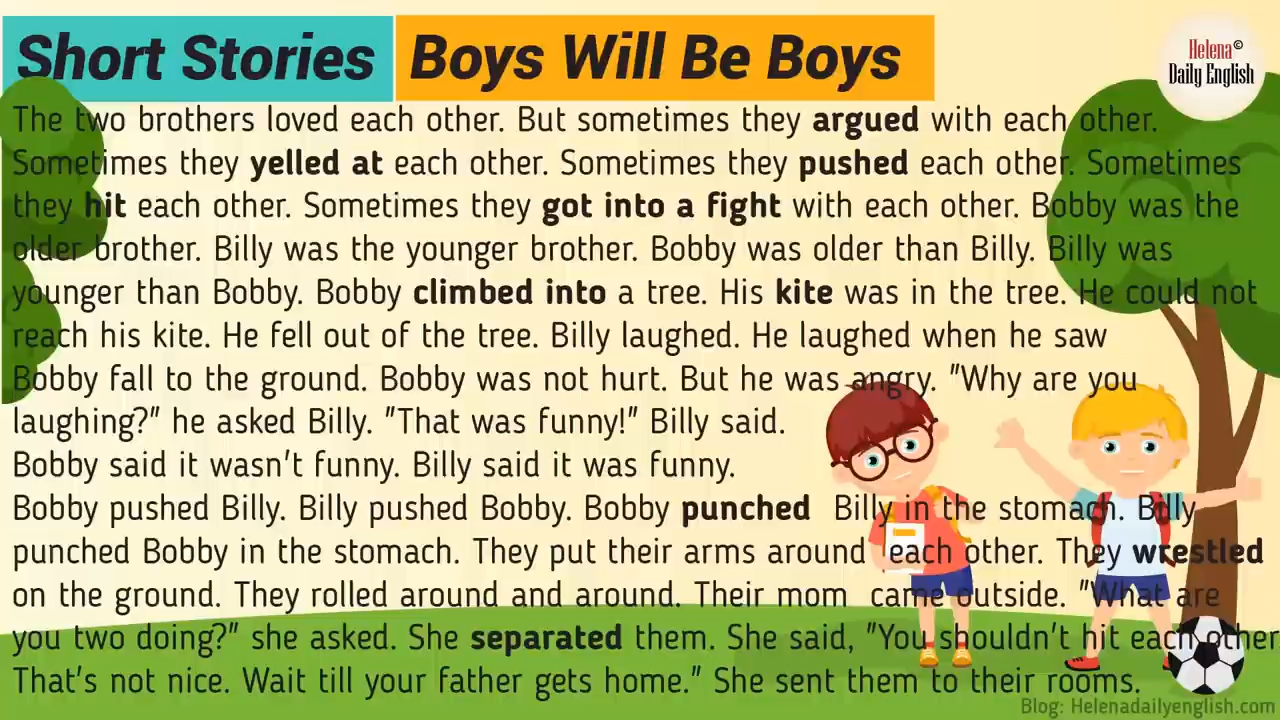 Short Stories Boys Will Be Boys
Helena©
Daily English
The two brothers loved each other. But sometimes they argued with each other.
Sometimes they yelled at each other. Sometimes they pushed each other. Sometimes
they hit each other. Sometimes they got into a fight with each other. Bobby was the
older brother. Billy was the younger brother. Bobby was older than Billy. Billy was
younger than Bobby. Bobby climbed into a tree. His kite was in the tree. He could not
reach his kite. He fell out of the tree. Billy laughed. He laughed when he saw
Bobby fall to the ground. Bobby was not hurt. But he was angry. "Why are you
laughing?" he asked Billy. "That was funny!" Billy said.
Bobby said it wasn't funny. Billy said it was funny.
Bobby pushed Billy. Billy pushed Bobby. Bobby punched Billy in the stomach. Billy
punched Bobby in the stomach. They put their arms around each other. They wrestled
on the ground. They rolled around and around. Their mom came outside. "What are
you two doing?" she asked. She separated them. She said, "You shouldn't hit each other
That's not nice. Wait till your father gets home." She sent them to their rooms.
Blog: Helenadailyenglish.com